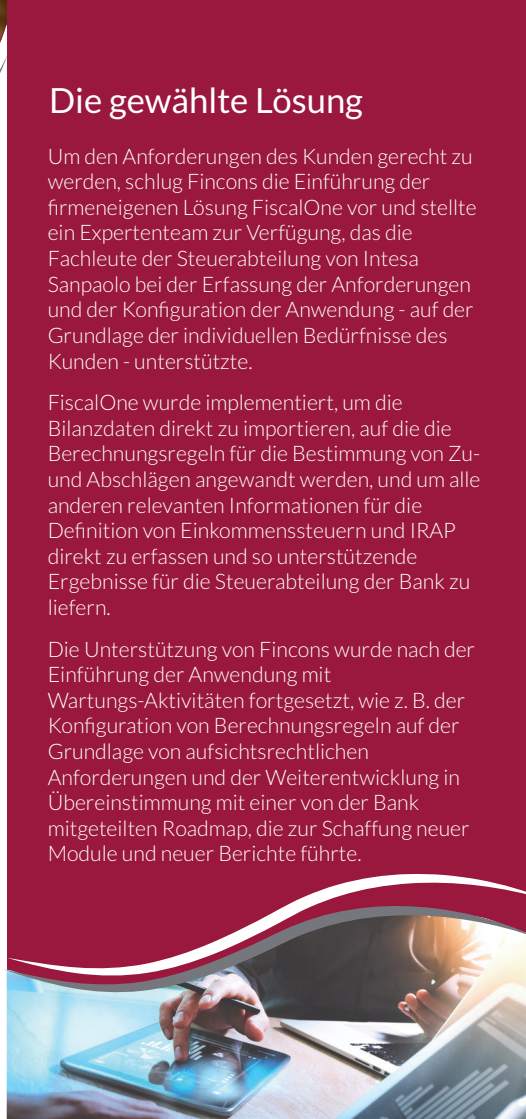 Die gewählte Lösung
Um den Anforderungen des Kunden gerecht zu
werden, schlug Fincons die Einführung der
firmeneigenen Lösung FiscalOne vor und stellte
ein Expertenteam zur Verfügung, das die
Fachleute der Steuerabteilung von Intesa
Sanpaolo bei der Erfassung der Anforderungen
und der Konfiguration der Anwendung - auf der
Grundlage der individuellen Bedürfnisse des
Kunden - unterstützte.
FiscalOne wurde implementiert, um die
Bilanzdaten direkt zu importieren, auf die die
Berechnungsregeln für die Bestimmung von Zu-
und Abschlägen angewandt werden, und um alle
anderen relevanten Informationen für die
Definition von Einkommenssteuern und IRAP
direkt zu erfassen und so unterstützende
Ergebnisse für die Steuerabteilung der Bank zu
liefern.
Die Unterstützung von Fincons wurde nach der
Einführung der Anwendung mit
Wartungs-Aktivitäten fortgesetzt, wie z. B. der
Konfiguration von Berechnungsregeln auf der
Grundlage von aufsichtsrechtlichen
Anforderungen und der Weiterentwicklung in
Übereinstimmung mit einer von der Bank
mitgeteilten Roadmap, die zur Schaffung neuer
Module und neuer Berichte führte.